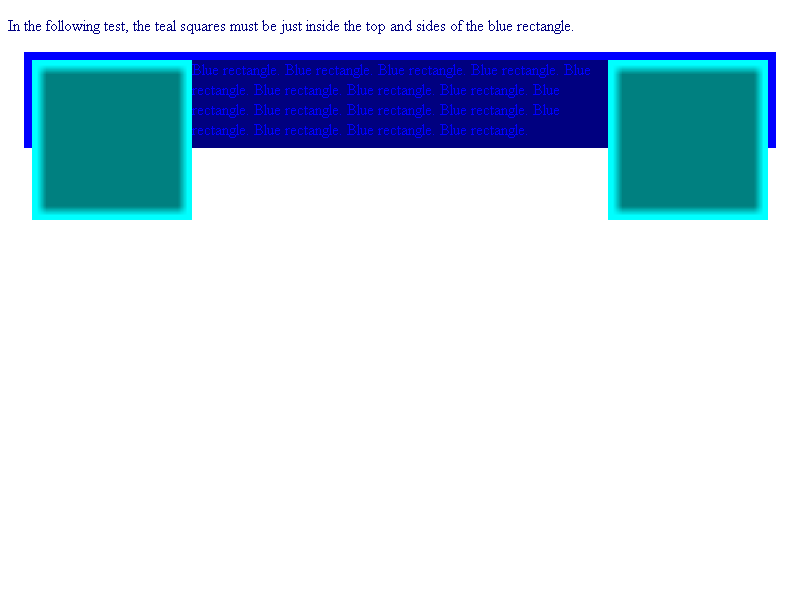 In the following test, the teal squares must be just inside the top and sides of the blue rectangle.
Blue rectangle. Blue rectangle. Blue rectangle. Blue rectangle. Blue
rectangle. Blue rectangle. Blue rectangle. Blue rectangle. Blue
rectangle. Blue rectangle. Blue rectangle. Blue rectangle. Blue
rectangle. Blue rectangle. Blue rectangle. Blue rectangle.